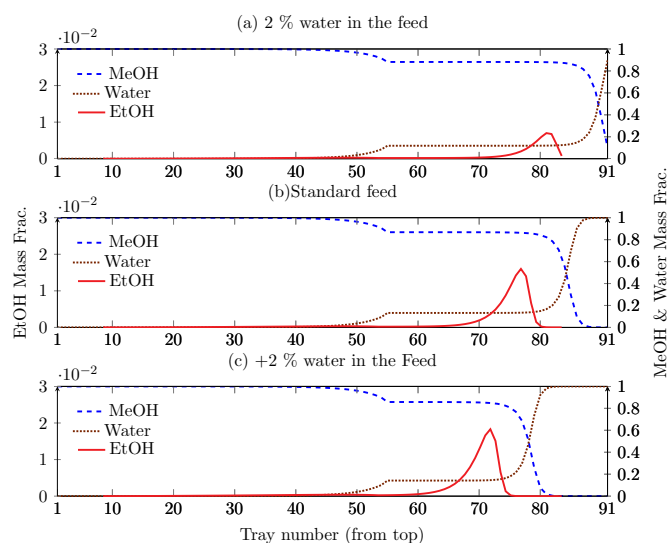 (a) 2 % water in the feed
3 ·10⁻²
2
1
0
1
0.8
0.6
0.4
0.2
0
MeOH
Water
EtOH
1 10 20 30 40 50 60 70 80 91
(b)Standard feed
3 ·10⁻²
2
1
0
1
0.8
0.6
0.4
0.2
0
MeOH
Water
EtOH
1 10 20 30 40 50 60 70 80 91
EtOH Mass Frac.
MeOH & Water Mass Frac.
(c) +2 % water in the Feed
3 ·10⁻²
2
1
0
1
0.8
0.6
0.4
0.2
0
MeOH
Water
EtOH
1 10 20 30 40 50 60 70 80 91
Tray number (from top)